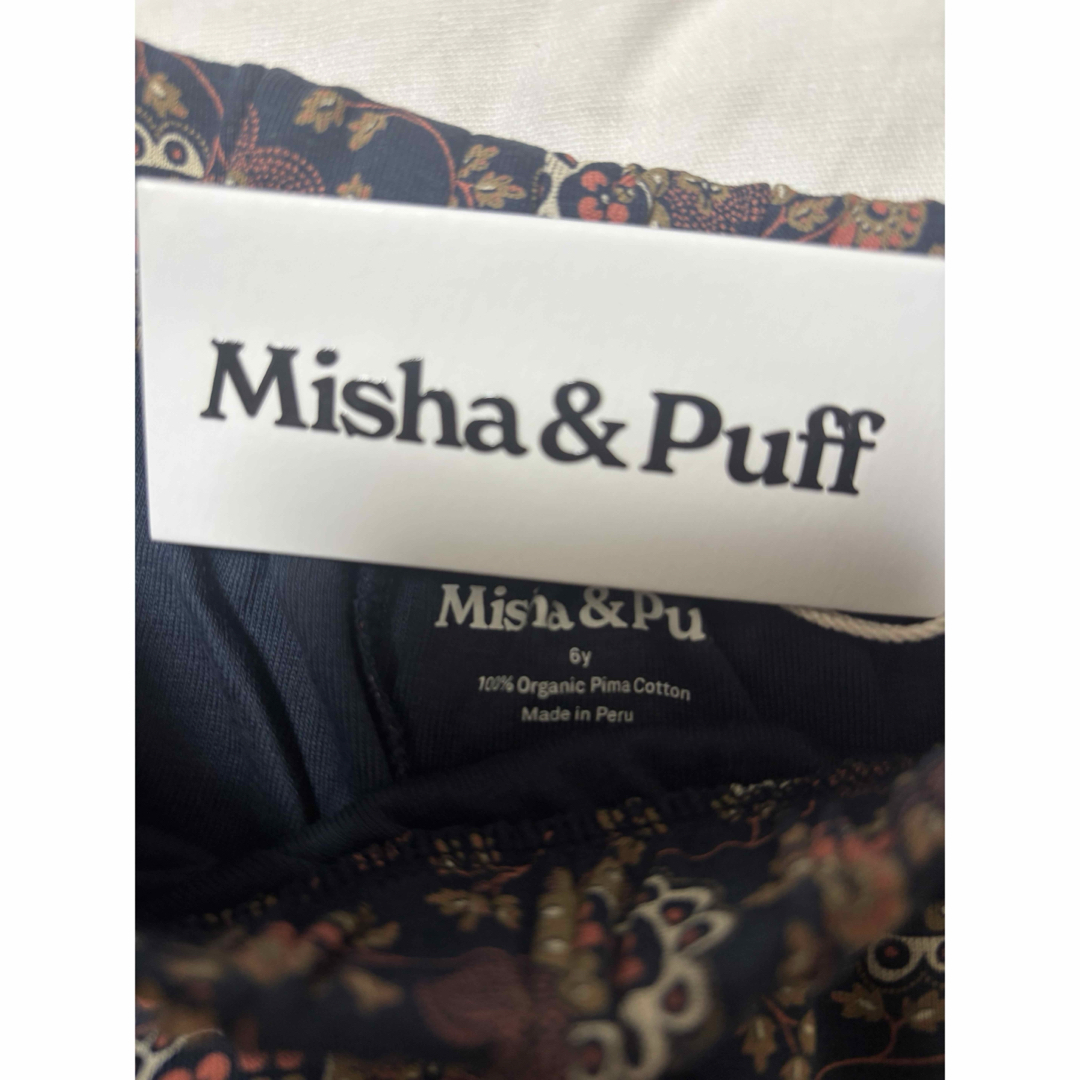 Misha & Puff
Misha & Pu
6y
100% Organic Pima Cotton
Made in Peru